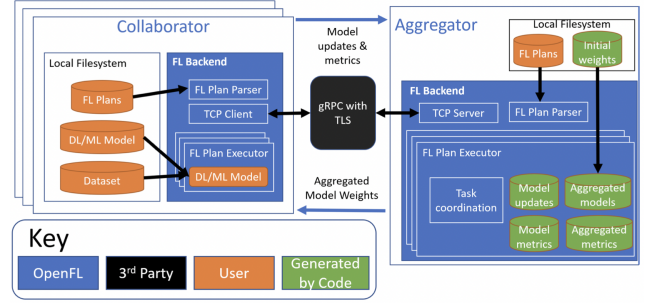 Collaborator
Local Filesystem
FL Plans
DL/ML Model
Dataset
FL Backend
FL Plan Parser
TCP Client
FL Plan Executor
DL/ML Model
Model
updates &
metrics
gRPC with
TLS
Aggregated
Model Weights
Aggregator
Local Filesystem
FL Plans
Initial
weights
FL Backend
TCP Server
FL Plan Parser
FL Plan Executor
Task
coordination
Model
updates
Aggregated
models
Model
metrics
Aggregated
metrics
Key
OpenFL
3rd Party
User
Generated
by Code